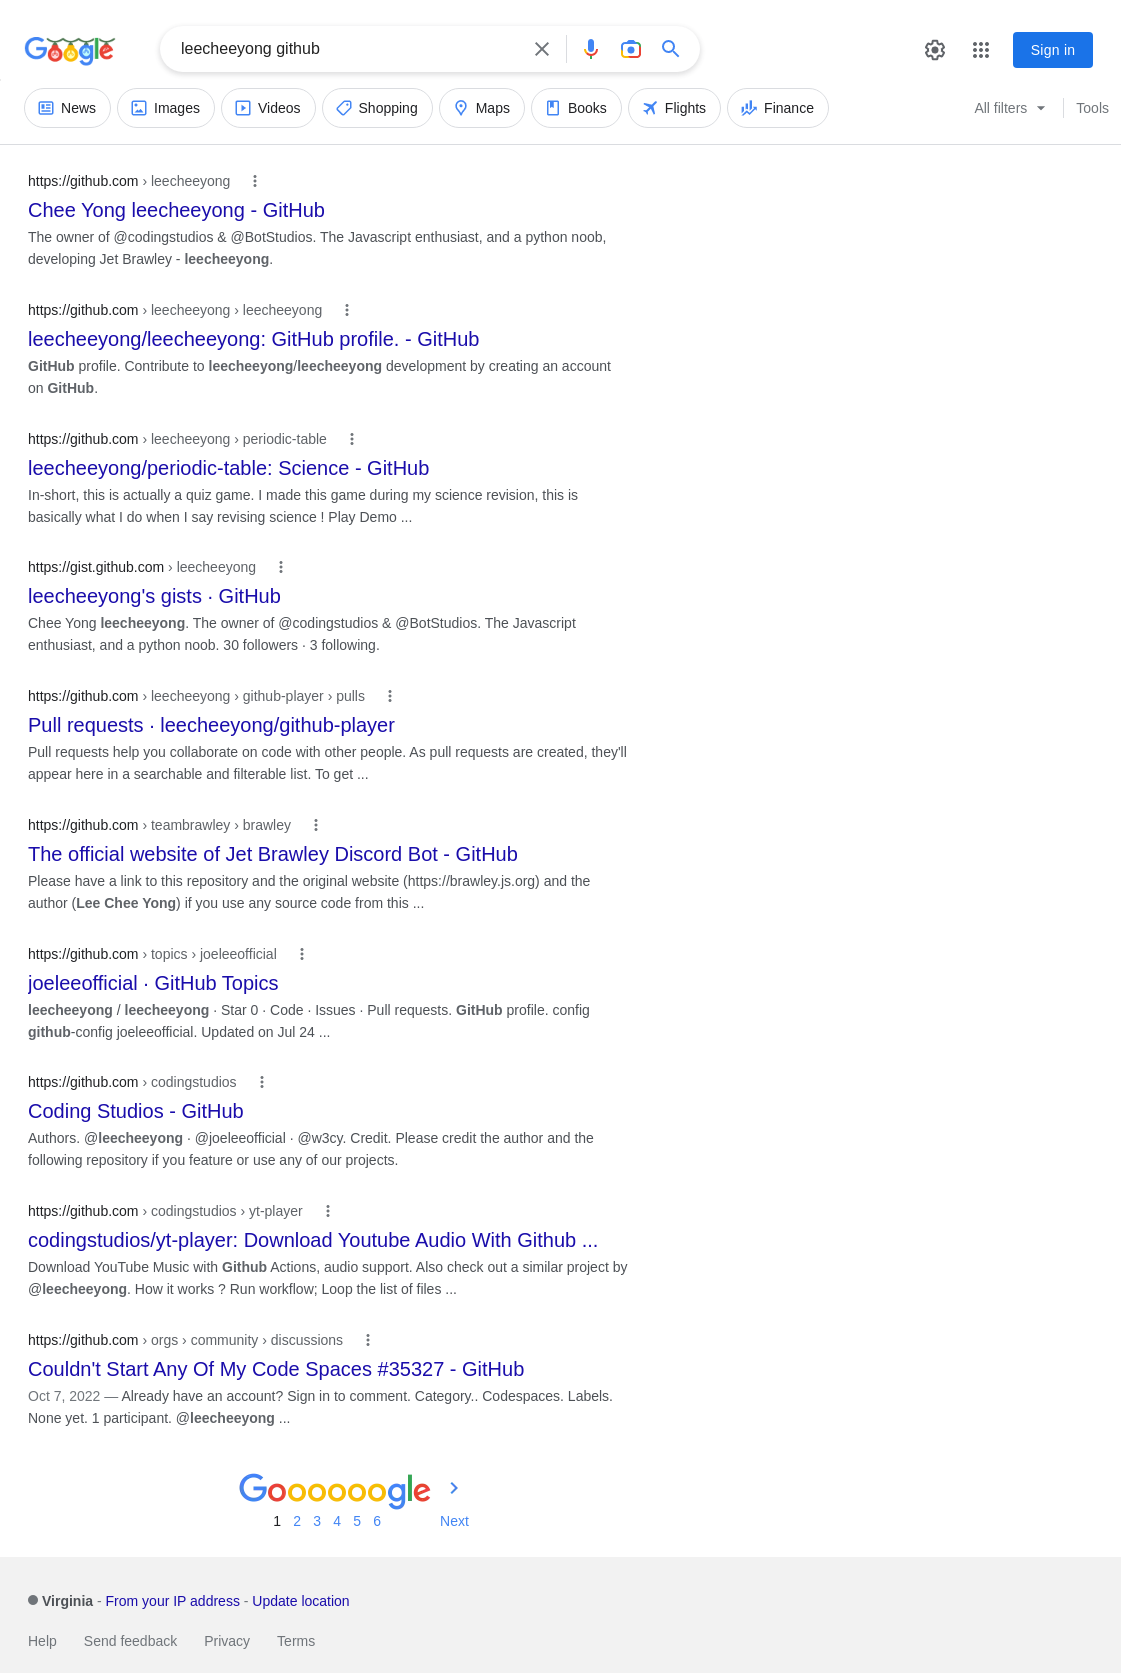 Google
leecheeyong github
Sign in
News Images Videos Shopping Maps Books Flights Finance All filters Tools
https://github.com › leecheeyong
Chee Yong leecheeyong - GitHub
The owner of @codingstudios & @BotStudios. The Javascript enthusiast, and a python noob,
developing Jet Brawley - leecheeyong.
https://github.com › leecheeyong › leecheeyong
leecheeyong/leecheeyong: GitHub profile. - GitHub
GitHub profile. Contribute to leecheeyong/leecheeyong development by creating an account
on GitHub.
https://github.com › leecheeyong › periodic-table
leecheeyong/periodic-table: Science - GitHub
In-short, this is actually a quiz game. I made this game during my science revision, this is
basically what I do when I say revising science ! Play Demo ...
https://gist.github.com › leecheeyong
leecheeyong's gists · GitHub
Chee Yong leecheeyong. The owner of @codingstudios & @BotStudios. The Javascript
enthusiast, and a python noob. 30 followers · 3 following.
https://github.com › leecheeyong › github-player › pulls
Pull requests · leecheeyong/github-player
Pull requests help you collaborate on code with other people. As pull requests are created, they'll
appear here in a searchable and filterable list. To get ...
https://github.com › teambrawley › brawley
The official website of Jet Brawley Discord Bot - GitHub
Please have a link to this repository and the original website (https://brawley.js.org) and the
author (Lee Chee Yong) if you use any source code from this ...
https://github.com › topics › joeleeofficial
joeleeofficial · GitHub Topics
leecheeyong / leecheeyong · Star 0 · Code · Issues · Pull requests. GitHub profile. config
github-config joeleeofficial. Updated on Jul 24 ...
https://github.com › codingstudios
Coding Studios - GitHub
Authors. @leecheeyong · @joeleeofficial · @w3cy. Credit. Please credit the author and the
following repository if you feature or use any of our projects.
https://github.com › codingstudios › yt-player
codingstudios/yt-player: Download Youtube Audio With Github ...
Download YouTube Music with Github Actions, audio support. Also check out a similar project by
@leecheeyong. How it works ? Run workflow; Loop the list of files ...
https://github.com › orgs › community › discussions
Couldn't Start Any Of My Code Spaces #35327 - GitHub
Oct 7, 2022 — Already have an account? Sign in to comment. Category.. Codespaces. Labels.
None yet. 1 participant. @leecheeyong ...
Goooooogle
1 2 3 4 5 6 Next
Virginia - From your IP address - Update location
Help Send feedback Privacy Terms